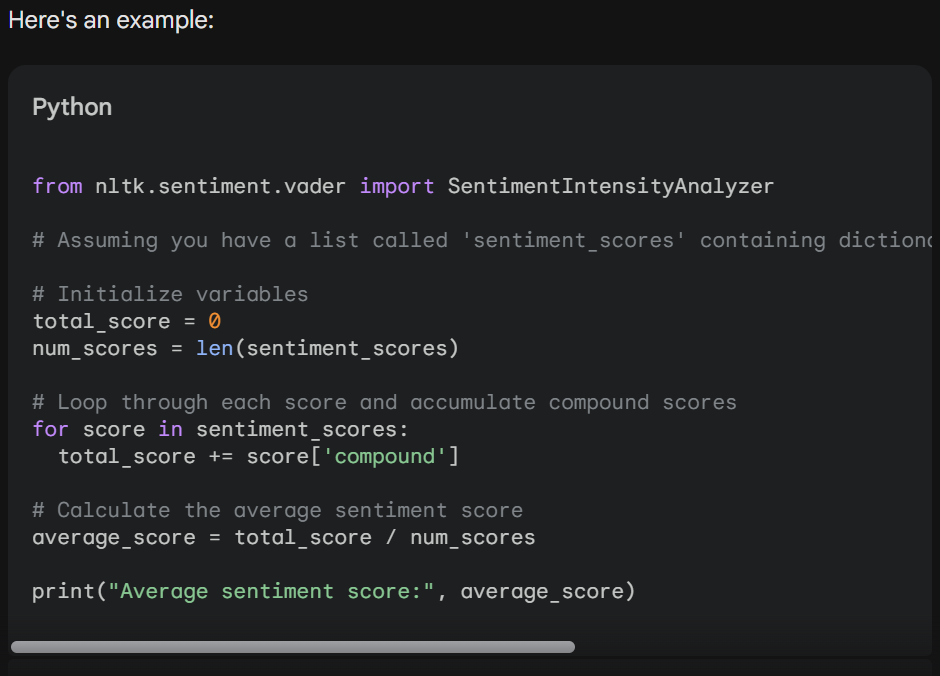 Here's an example:
Python
from nltk.sentiment.vader import SentimentIntensityAnalyzer
# Assuming you have a list called 'sentiment_scores' containing
# Initialize variables
total_score = 0
num_scores = len(sentiment_scores)
# Loop through each score and accumulate compound scores
for score in sentiment_scores:
  total_score += score['compound']
# Calculate the average sentiment score
average_score = total_score / num_scores
print("Average sentiment score:", average_score)